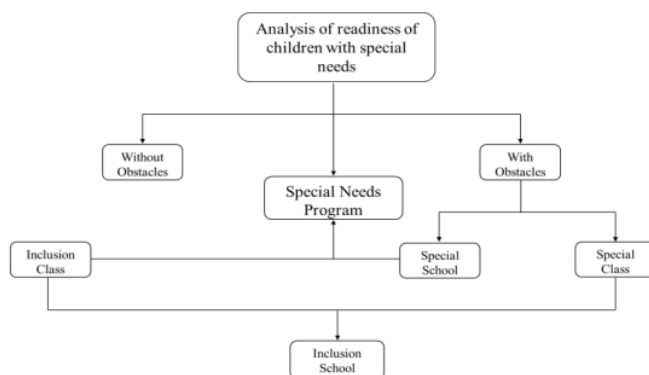 Analysis of readiness of
children with special
needs
Without
Obstacles
With
Obstacles
Special Needs
Program
Inclusion
Class
Special
School
Special
Class
Inclusion
School